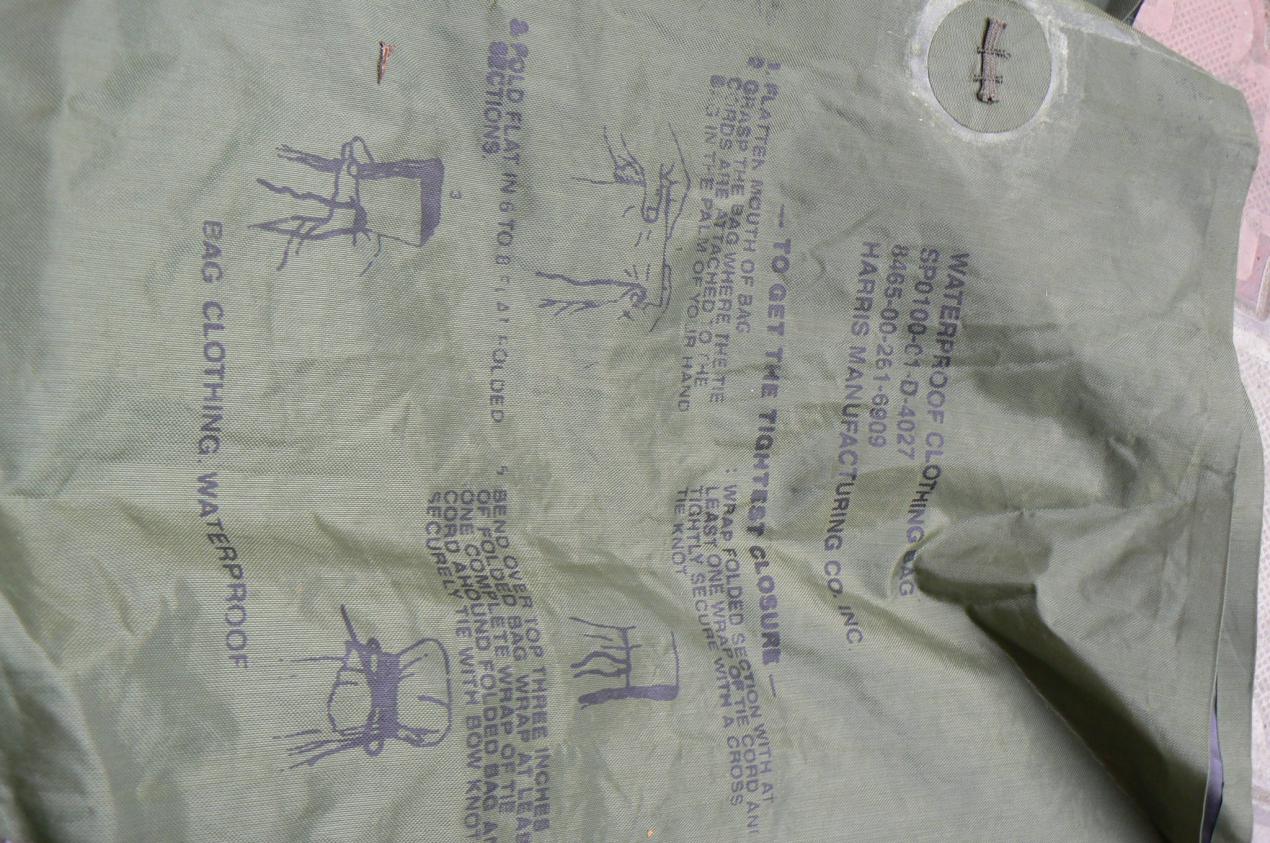 WATERPROOF CLOTHING BAG
SP0100-01-D-4027
8465-00-261-6909
HARRIS MANUFACTURING CO. INC.
— TO GET THE TIGHTEST CLOSURE —
1. FLATTEN MOUTH OF BAG
2 GRASP THE BAG WHERE THE TIE
CORDS ARE ATTACHED TO THE
BAG IN THE PALM OF YOUR HAND
WRAP FOLDED SECTION WITH AT
LEAST ONE WRAP OF TIE CORD AN
TIGHTLY SECURE WITH A CROSS
TIE KNOT
FOLD FLAT IN 6 TO 8 FLAT FOLDED
SECTIONS.
3
5 BEND OVER TOP THREE INCHES
OF FOLDED BAG WRAP AT LEAS
ONE COMPLETE WRAP OF TIE
CORD AROUND FOLDED BAG AN
SECURELY TIE WITH BOW KNOT
BAG CLOTHING WATERPROOF